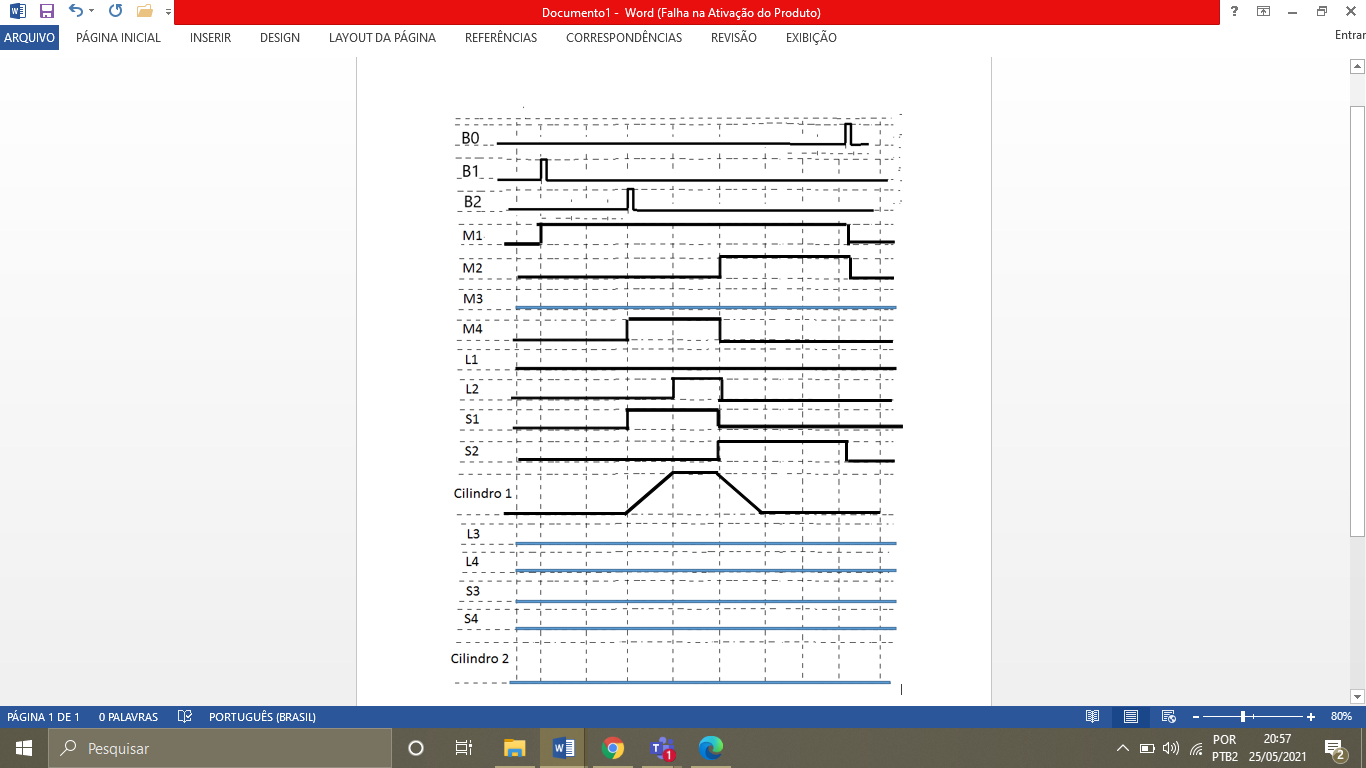 Documento1 - Word (Falha na Ativação do Produto)
ARQUIVO PÁGINA INICIAL INSERIR DESIGN LAYOUT DA PÁGINA REFERÊNCIAS CORRESPONDÊNCIAS REVISÃO EXIBIÇÃO Entrar
B0
B1
B2
M1
M2
M3
M4
L1
L2
S1
S2
Cilindro 1
L3
L4
S3
S4
Cilindro 2
PÁGINA 1 DE 1 0 PALAVRAS PORTUGUÊS (BRASIL) 80%
Pesquisar
1
POR
PTB2
20:57
25/05/2021
2